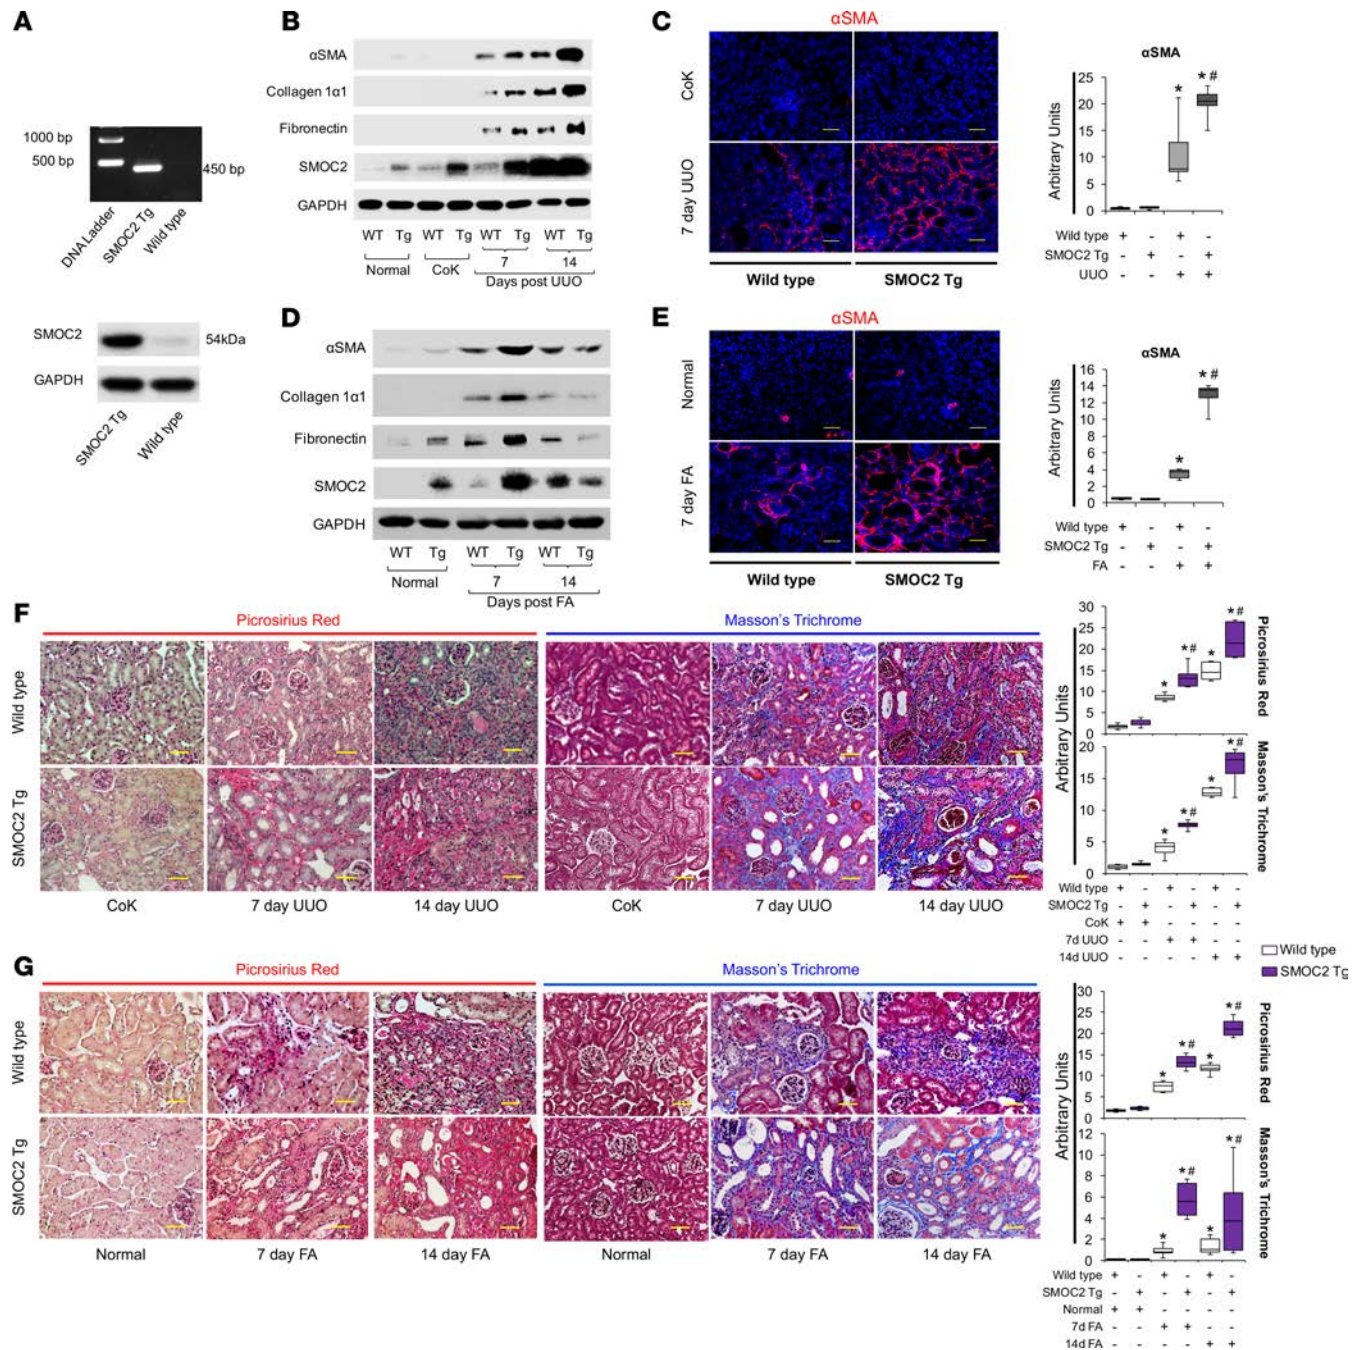 A
1000 bp
500 bp
450 bp
DNA Ladder
SMOC2 Tg
Wild type
SMOC2
54kDa
GAPDH
SMOC2 Tg
Wild type
B
αSMA
Collagen 1α1
Fibronectin
SMOC2
GAPDH
WT Tg WT Tg WT Tg WT Tg
Normal CoK 7 14
Days post UUO
C
αSMA
CoK
7 day UUO
Wild type SMOC2 Tg
αSMA
Arbitrary Units
25
20
15
10
5
0
Wild type + - + -
SMOC2 Tg - + - +
UUO - - + +
* * #
D
αSMA
Collagen 1α1
Fibronectin
SMOC2
GAPDH
WT Tg WT Tg WT Tg
Normal 7 14
Days post FA
E
αSMA
Normal
7 day FA
Wild type SMOC2 Tg
αSMA
Arbitrary Units
16
14
12
10
8
6
4
2
0
* * #
Wild type + - + -
SMOC2 Tg - + - +
FA - - + +
F
Picrosirius Red Masson's Trichrome
Wild type
SMOC2 Tg
CoK 7 day UUO 14 day UUO CoK 7 day UUO 14 day UUO
Arbitrary Units
30
25
20
15
10
5
0
* * # * * #
Picrosirius Red
20
15
10
5
0
* * # * * #
Masson's Trichrome
Wild type + - + - + -
SMOC2 Tg - + - + - +
CoK + + - - - -
7d UUO - - + + - -
14d UUO - - - - + +
Wild type
SMOC2 Tg
G
Picrosirius Red Masson's Trichrome
Wild type
SMOC2 Tg
Normal 7 day FA 14 day FA Normal 7 day FA 14 day FA
Arbitrary Units
30
25
20
15
10
5
0
* * # * * #
Picrosirius Red
12
10
8
6
4
2
0
* * # * * #
Masson's Trichrome
Wild type + - + - + -
SMOC2 Tg - + - + - +
Normal + + - - - -
7d FA - - + + - -
14d FA - - - - + +